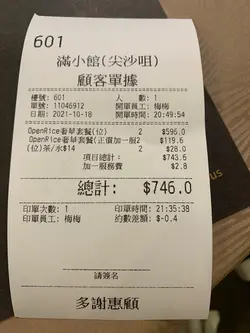 601
滿小館(尖沙咀)
顧客單據
檯號: 601 人 數: 1
單號: 11046912 開單員工: 梅梅
日期: 2021-10-18 開單時間: 20:49:54
OpenRice奢華套餐(位) 2 $595.0
OpenRice奢華套餐(正價加一服2 $119.6
(位)茶/水$14 2 $28.0
項目總計: $743.6
加一服務費 $2.8
總計: $746.0
印單次數: 1 印單時間: 21:35:38
印單員工: 梅梅 約數差額: $-0.4
請簽名
多謝惠顧
us